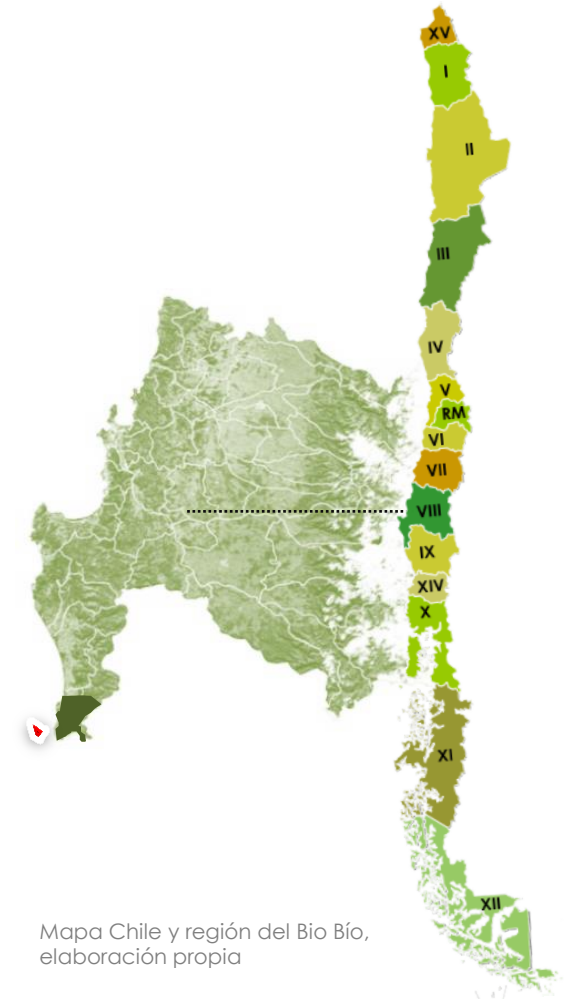 XV
I
II
III
IV
V
RM
VI
VII
VIII
IX
XIV
X
XI
XII
Mapa Chile y región del Bio Bío,
elaboración propia